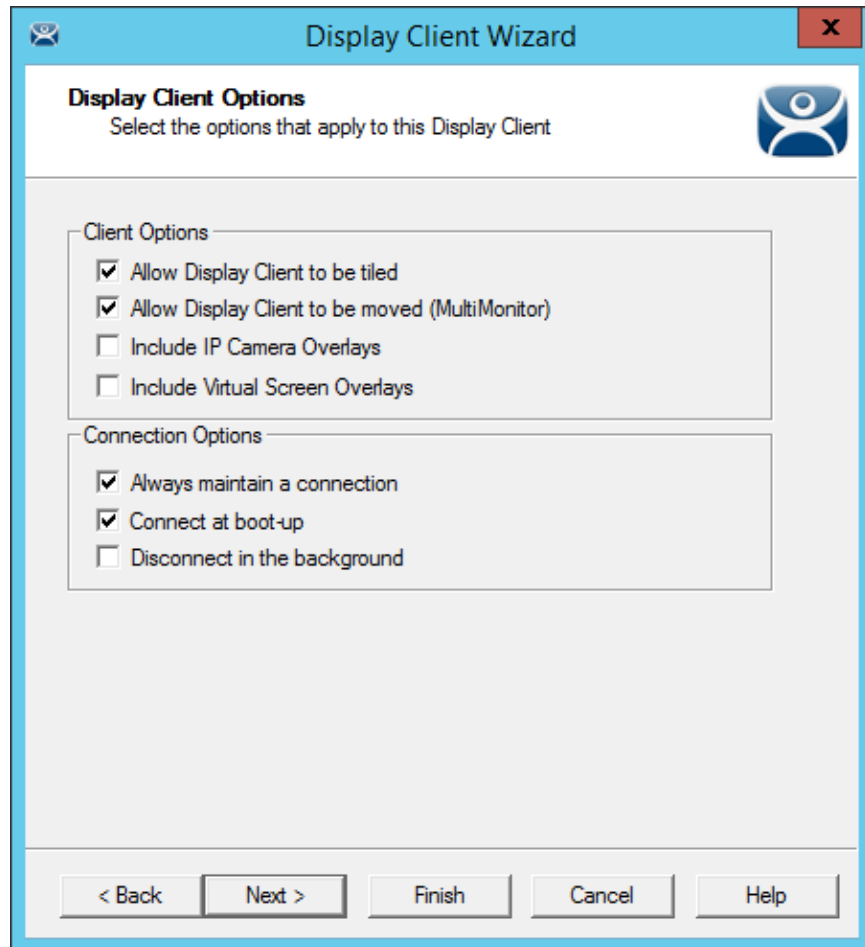 Display Client Wizard
x
Display Client Options
Select the options that apply to this Display Client
Client Options
Allow Display Client to be tiled
Allow Display Client to be moved (MultiMonitor)
Include IP Camera Overlays
Include Virtual Screen Overlays
Connection Options
Always maintain a connection
Connect at boot-up
Disconnect in the background
< Back Next > Finish Cancel Help